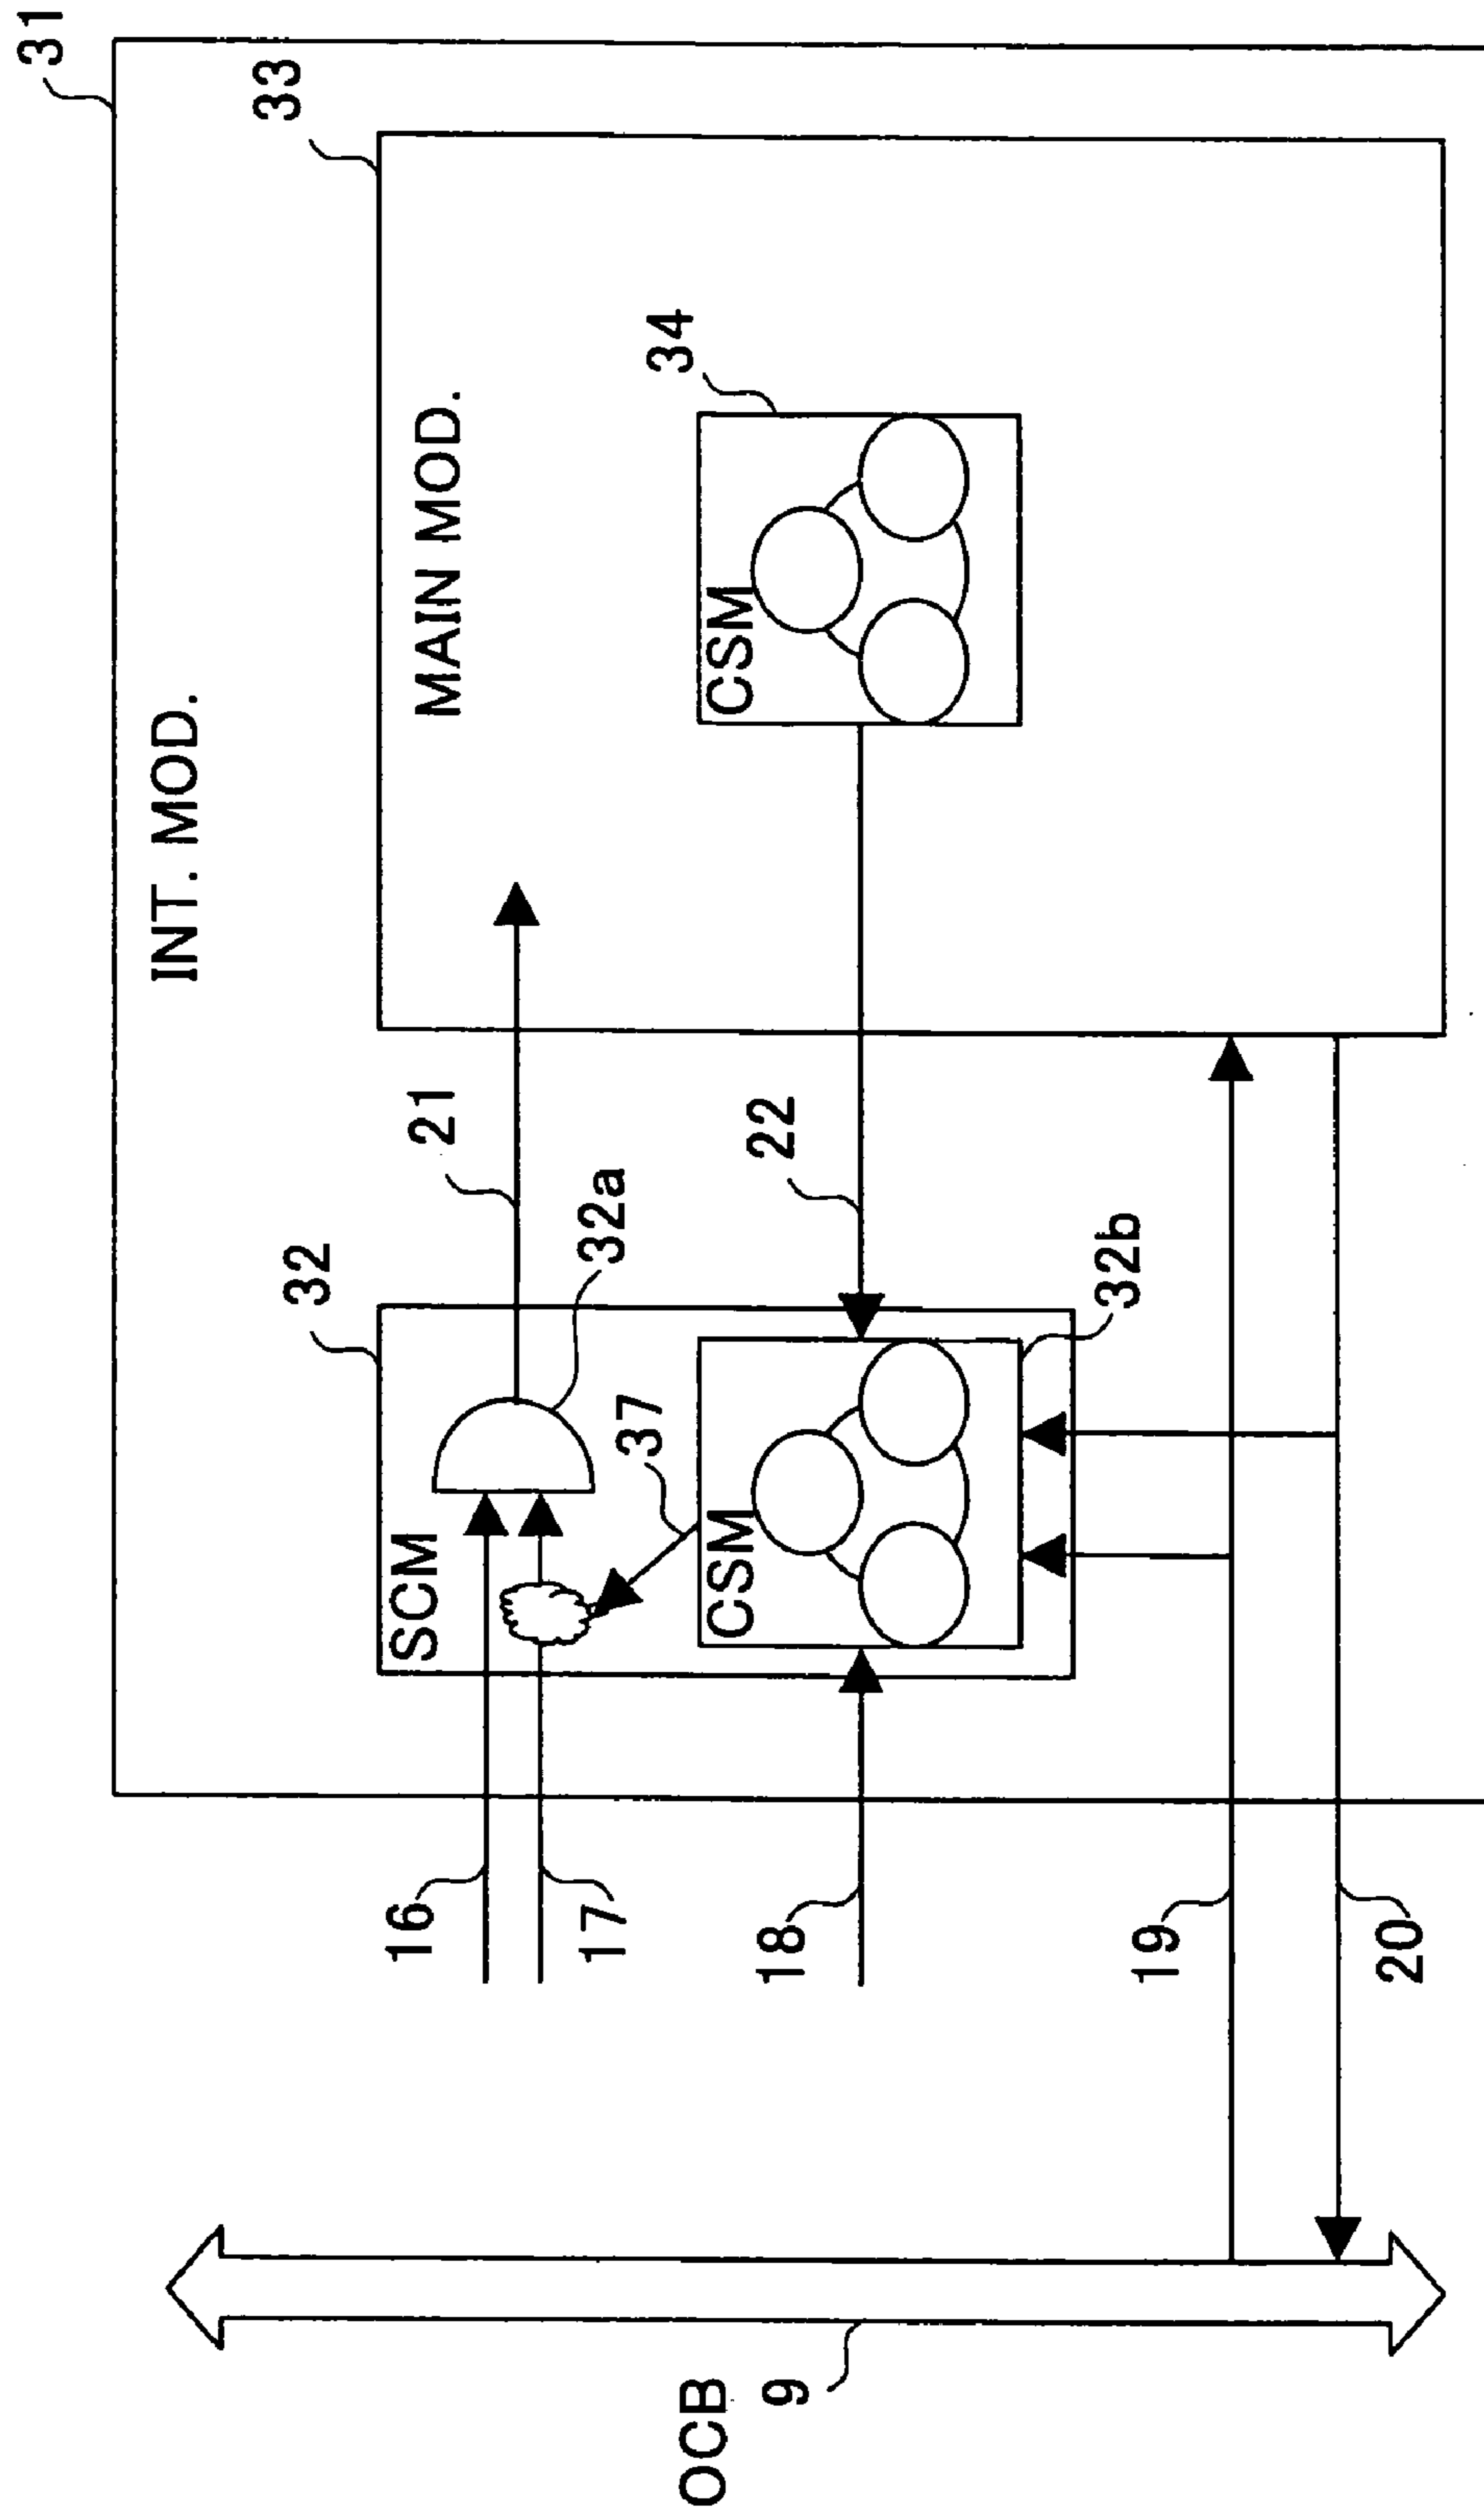 31
INT. MOD.
33
MAIN MOD.
32
SCM
21
32a
34
37
CSM
CSM
22
32b
16
17
18
19
20
OCB
9